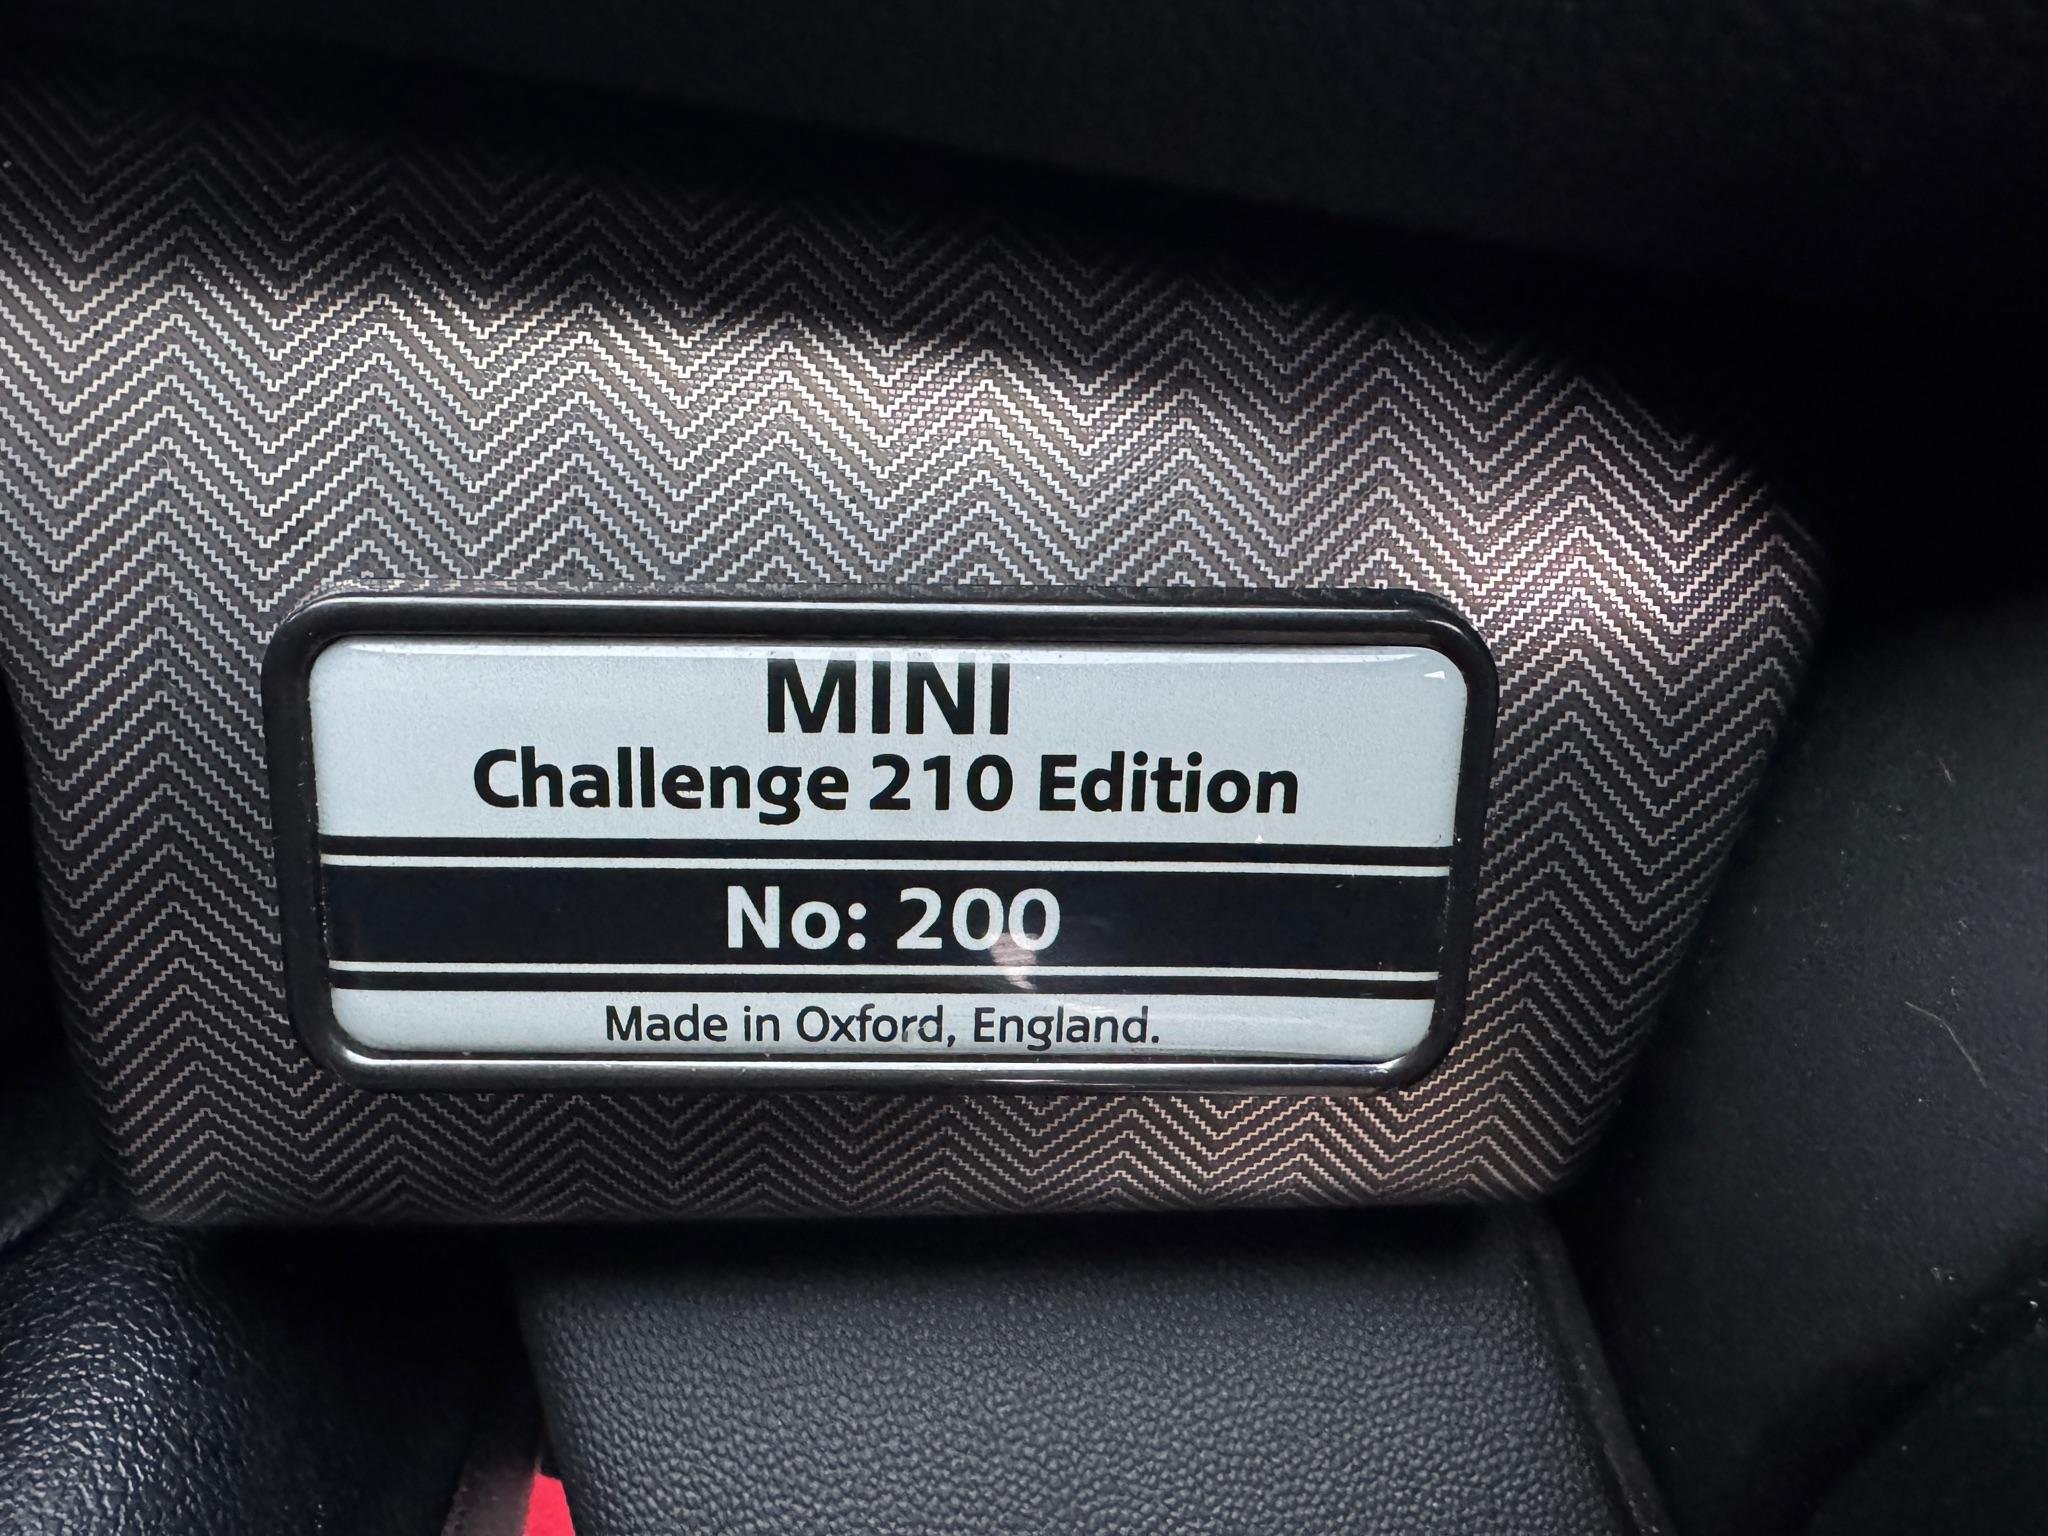 MINI
Challenge 210 Edition
No: 200
Made in Oxford, England.